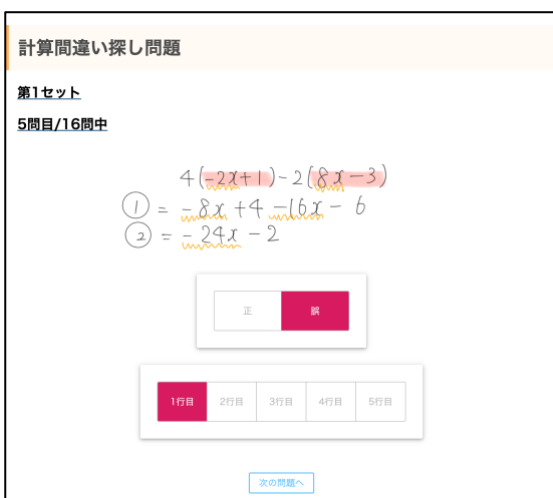 計算間違い探し問題
第1セット
5問目/16問中
4(-2x+1)-2(8x-3)
① = -8x+4-16x-6
② = -24x-2
正 誤
1行目 2行目 3行目 4行目 5行目
次の問題へ